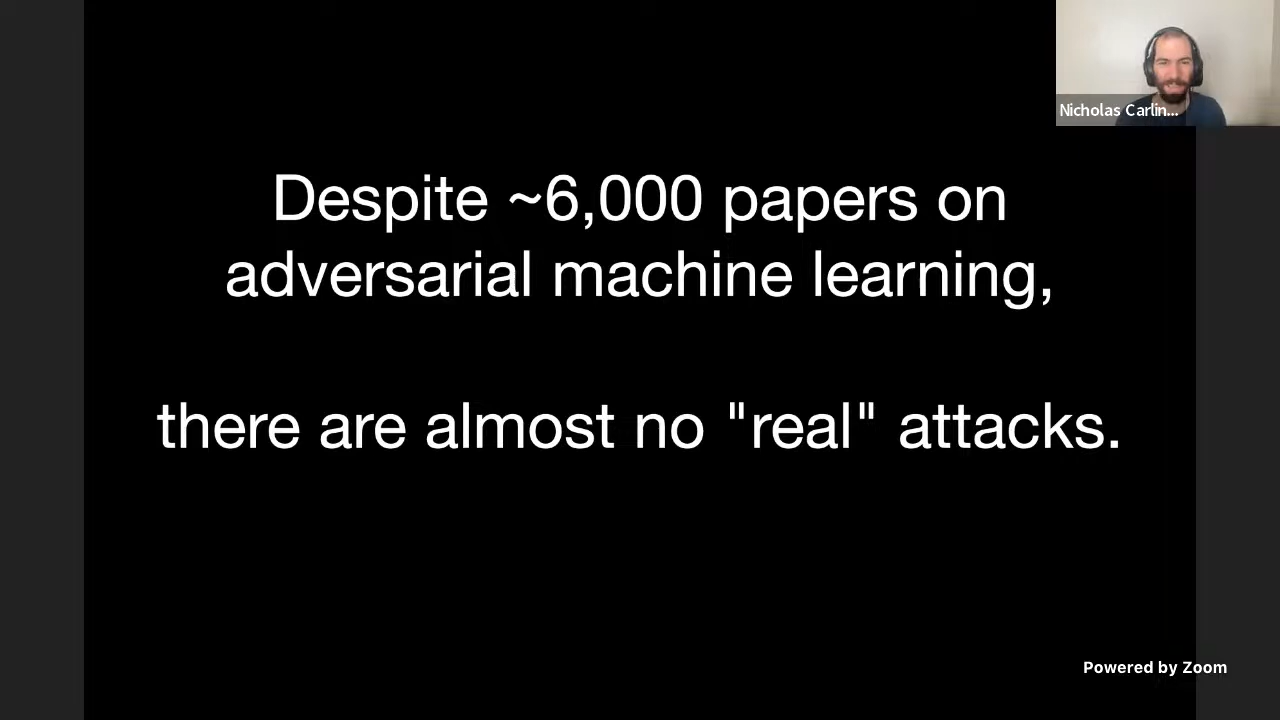 Nicholas Carlin...
Despite ~6,000 papers on
adversarial machine learning,
there are almost no "real" attacks.
Powered by Zoom